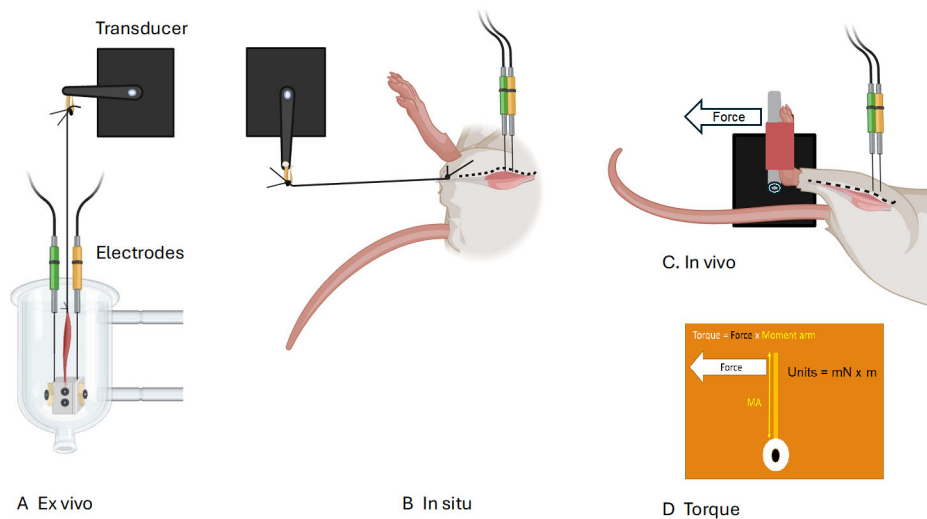 Transducer
Electrodes
A Ex vivo
B In situ
Force
C. In vivo
Torque = Force x Moment arm
Force
Units = mN x m
MA
D Torque